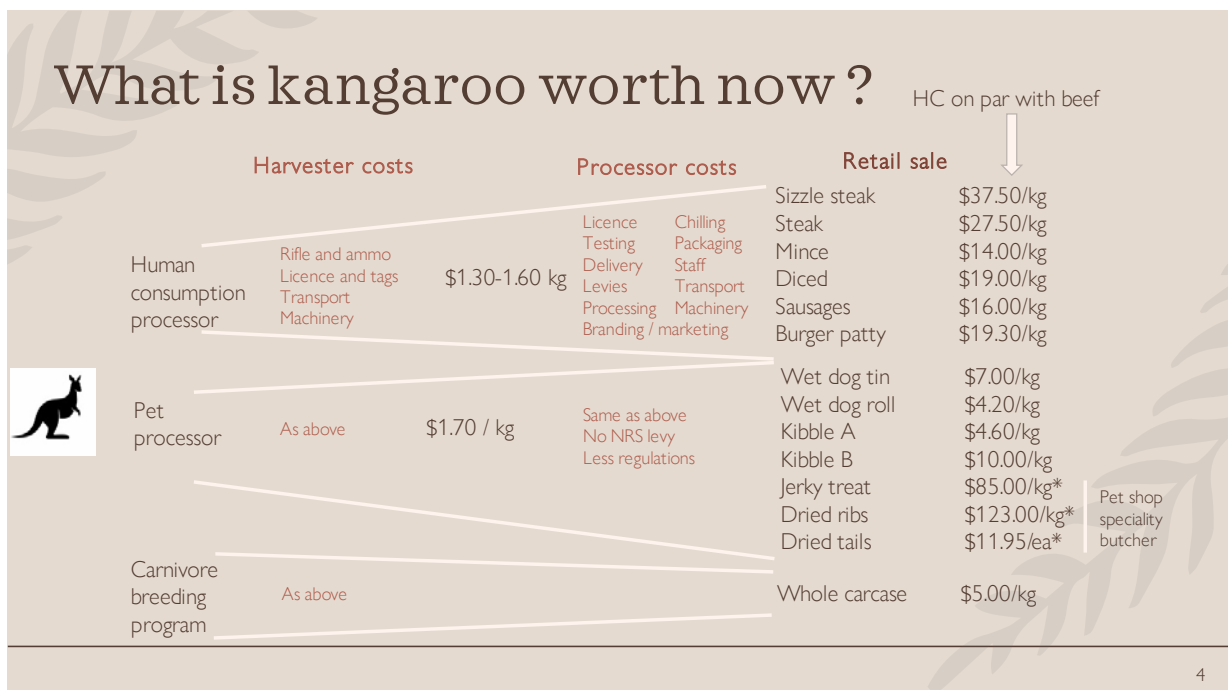 What is kangaroo worth now ?
HC on par with beef
Harvester costs
Processor costs
Retail sale
Human
consumption
processor
Rifle and ammo
Licence and tags
Transport
Machinery
$1.30-1.60 kg
Licence Chilling
Testing Packaging
Delivery Staff
Levies Transport
Processing Machinery
Branding / marketing
Sizzle steak $37.50/kg
Steak $27.50/kg
Mince $14.00/kg
Diced $19.00/kg
Sausages $16.00/kg
Burger patty $19.30/kg
Pet
processor
As above
$1.70 / kg
Same as above
No NRS levy
Less regulations
Wet dog tin $7.00/kg
Wet dog roll $4.20/kg
Kibble A $4.60/kg
Kibble B $10.00/kg
Jerky treat $85.00/kg*
Dried ribs $123.00/kg*
Dried tails $11.95/ea*
Pet shop
speciality
butcher
Carnivore
breeding
program
As above
Whole carcase $5.00/kg
4